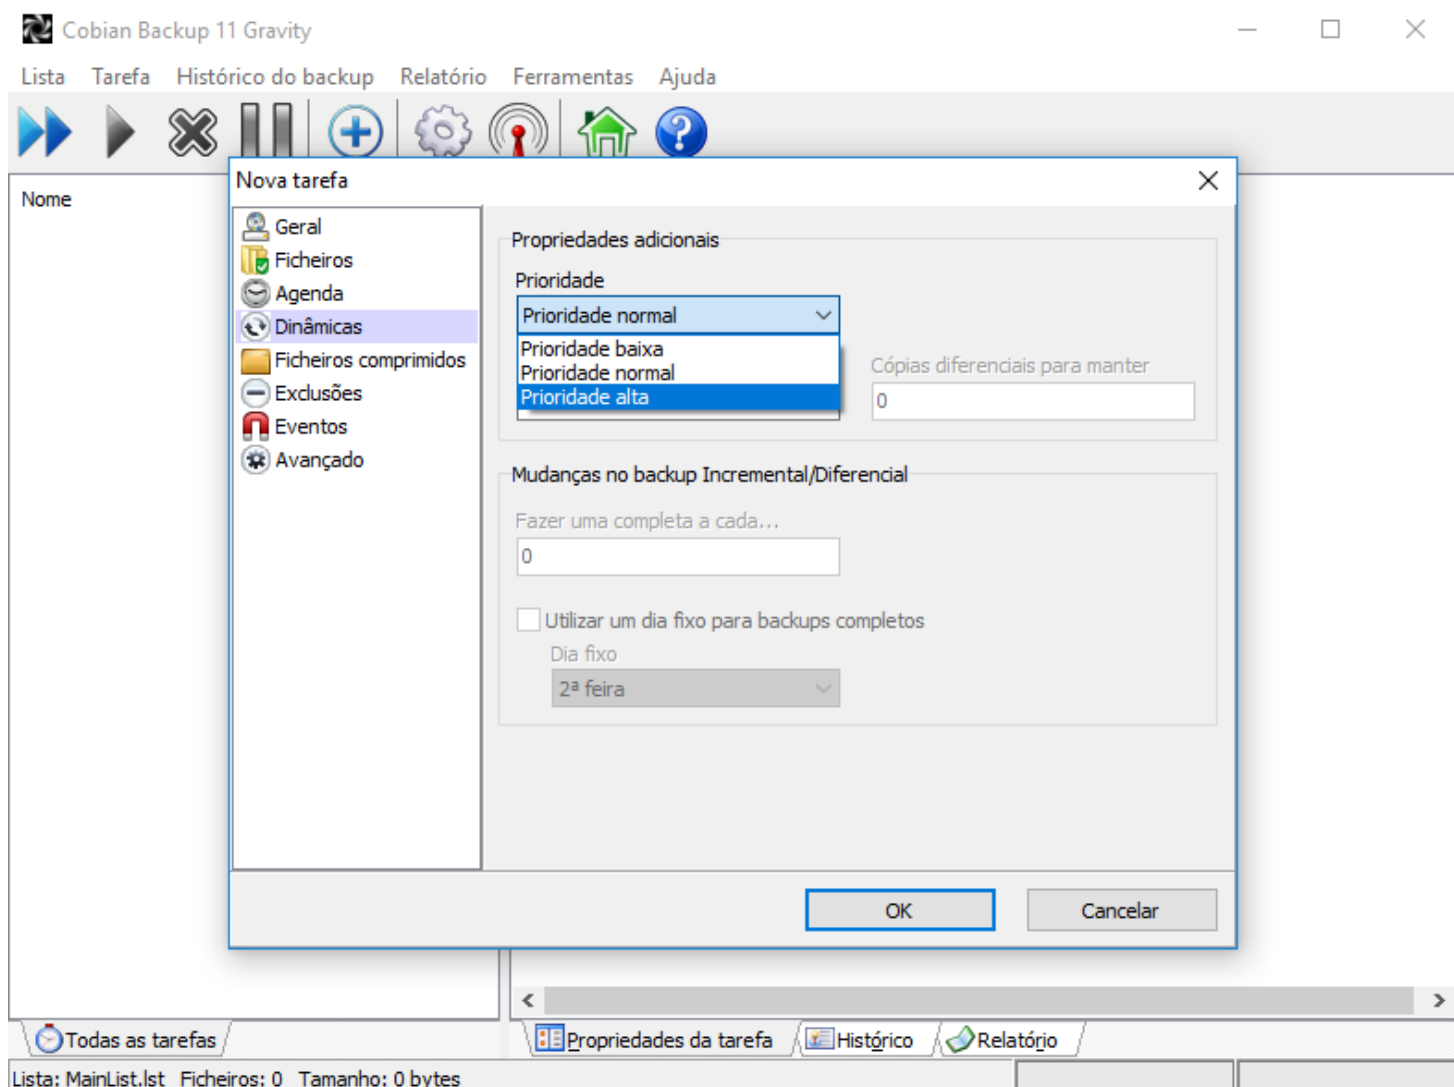 Cobian Backup 11 Gravity
Lista Tarefa Histórico do backup Relatório Ferramentas Ajuda
Nome
Nova tarefa
Geral
Ficheiros
Agenda
Dinâmicas
Ficheiros comprimidos
Exclusões
Eventos
Avançado
Propriedades adicionais
Prioridade
Prioridade normal
Prioridade baixa
Prioridade normal
Prioridade alta
Cópias diferenciais para manter
0
Mudanças no backup Incremental/Diferencial
Fazer uma completa a cada...
0
Utilizar um dia fixo para backups completos
Dia fixo
2ª feira
OK Cancelar
Todas as tarefas
Propriedades da tarefa Histórico Relatório
Lista: MainList.lst Ficheiros: 0 Tamanho: 0 bytes